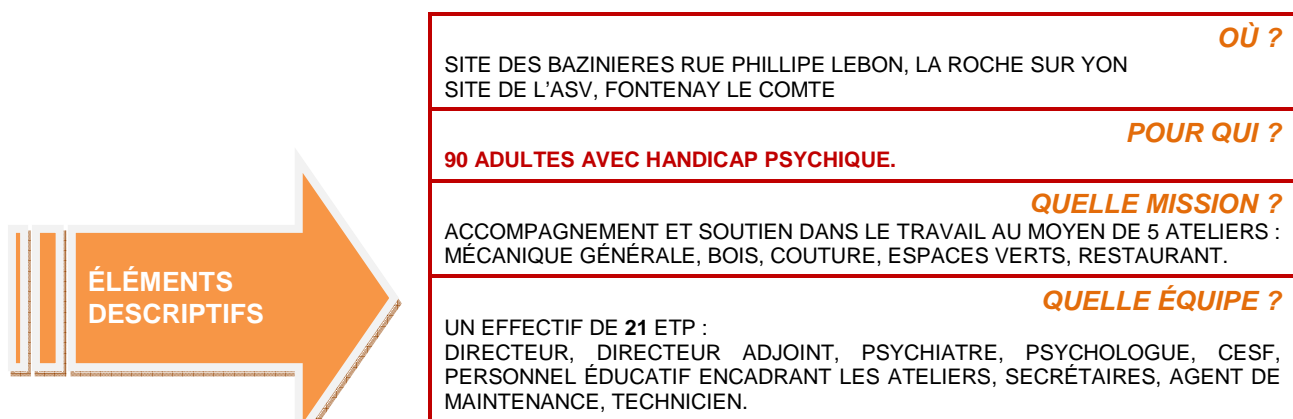 ÉLÉMENTS
DESCRIPTIFS
OÙ ?
SITE DES BAZINIERES RUE PHILLIPE LEBON, LA ROCHE SUR YON
SITE DE L'ASV, FONTENAY LE COMTE
POUR QUI ?
90 ADULTES AVEC HANDICAP PSYCHIQUE.
QUELLE MISSION ?
ACCOMPAGNEMENT ET SOUTIEN DANS LE TRAVAIL AU MOYEN DE 5 ATELIERS :
MÉCANIQUE GÉNÉRALE, BOIS, COUTURE, ESPACES VERTS, RESTAURANT.
QUELLE ÉQUIPE ?
UN EFFECTIF DE 21 ETP :
DIRECTEUR, DIRECTEUR ADJOINT, PSYCHIATRE, PSYCHOLOGUE, CESF,
PERSONNEL ÉDUCATIF ENCADRANT LES ATELIERS, SECRÉTAIRES, AGENT DE
MAINTENANCE, TECHNICIEN.